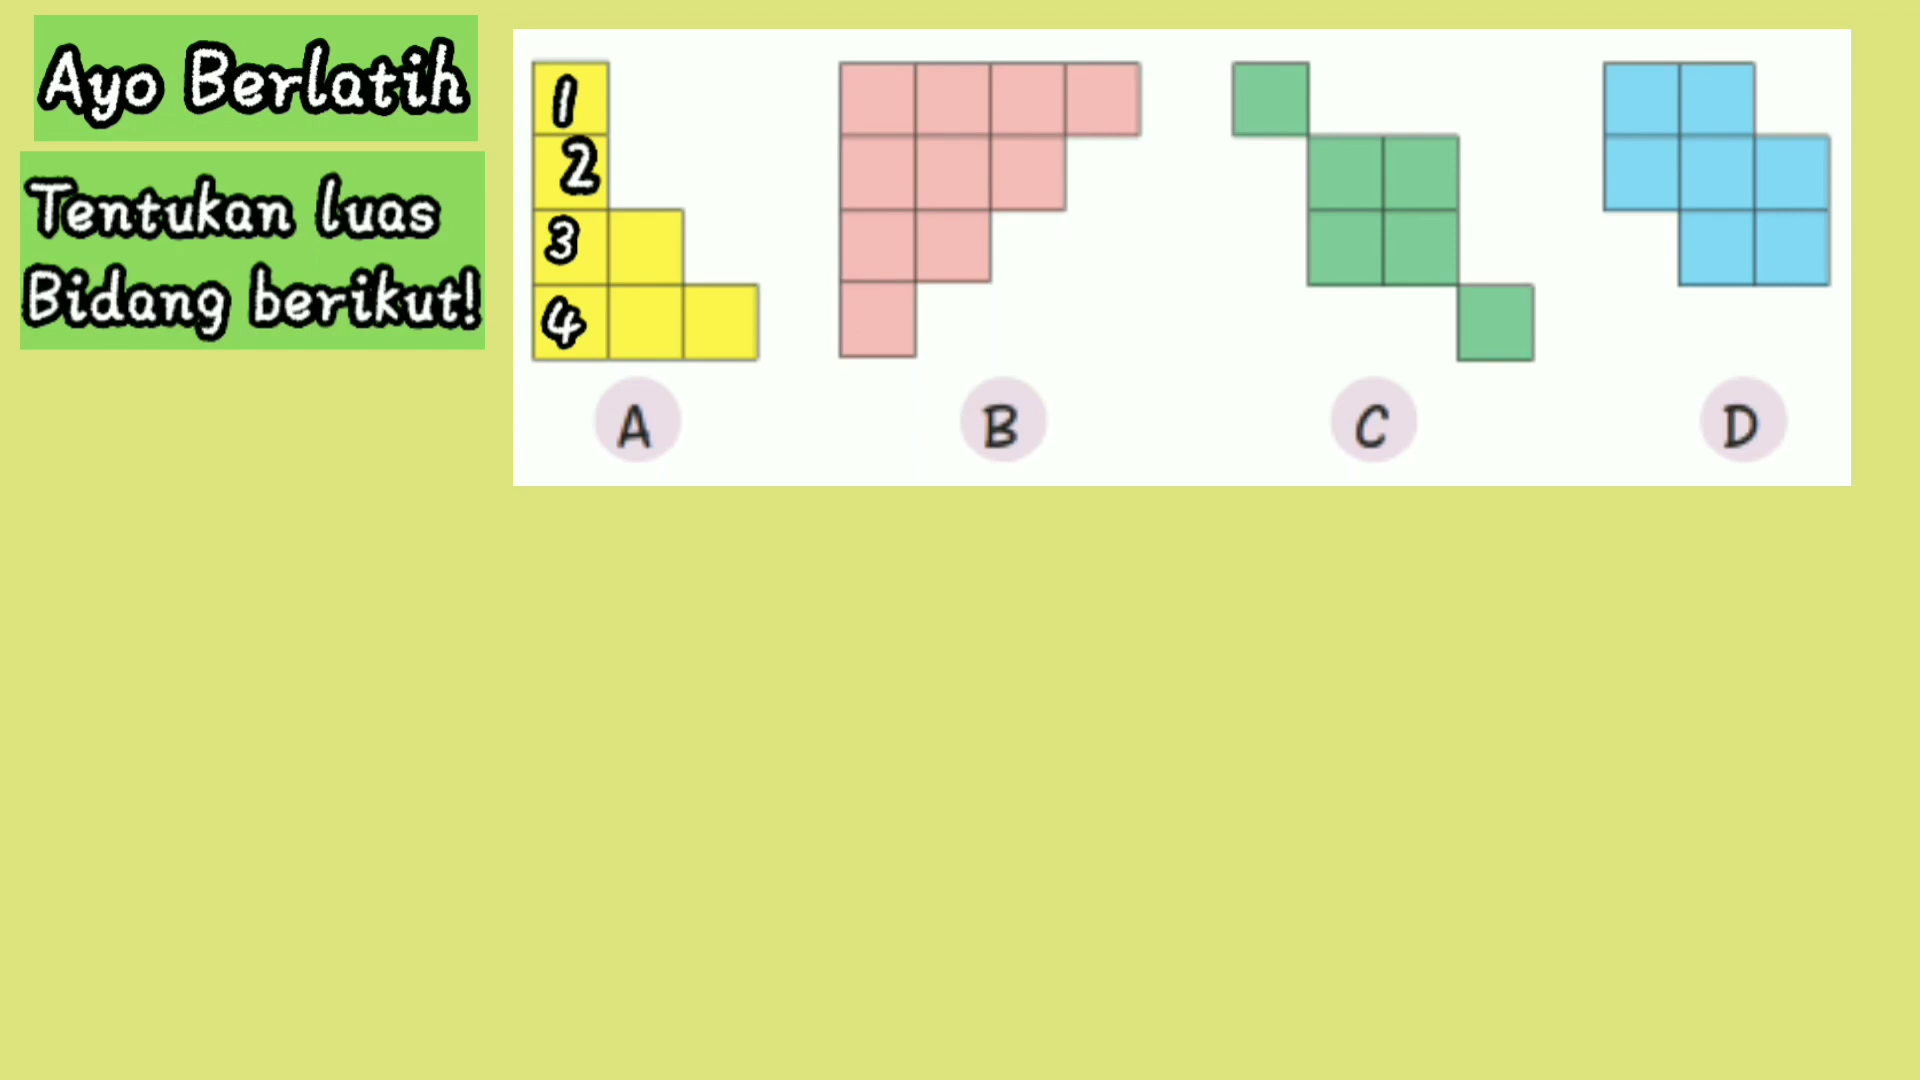 Ayo Berlatih
Tentukan luas
Bidang berikut!
1
2
3
4
A B C D